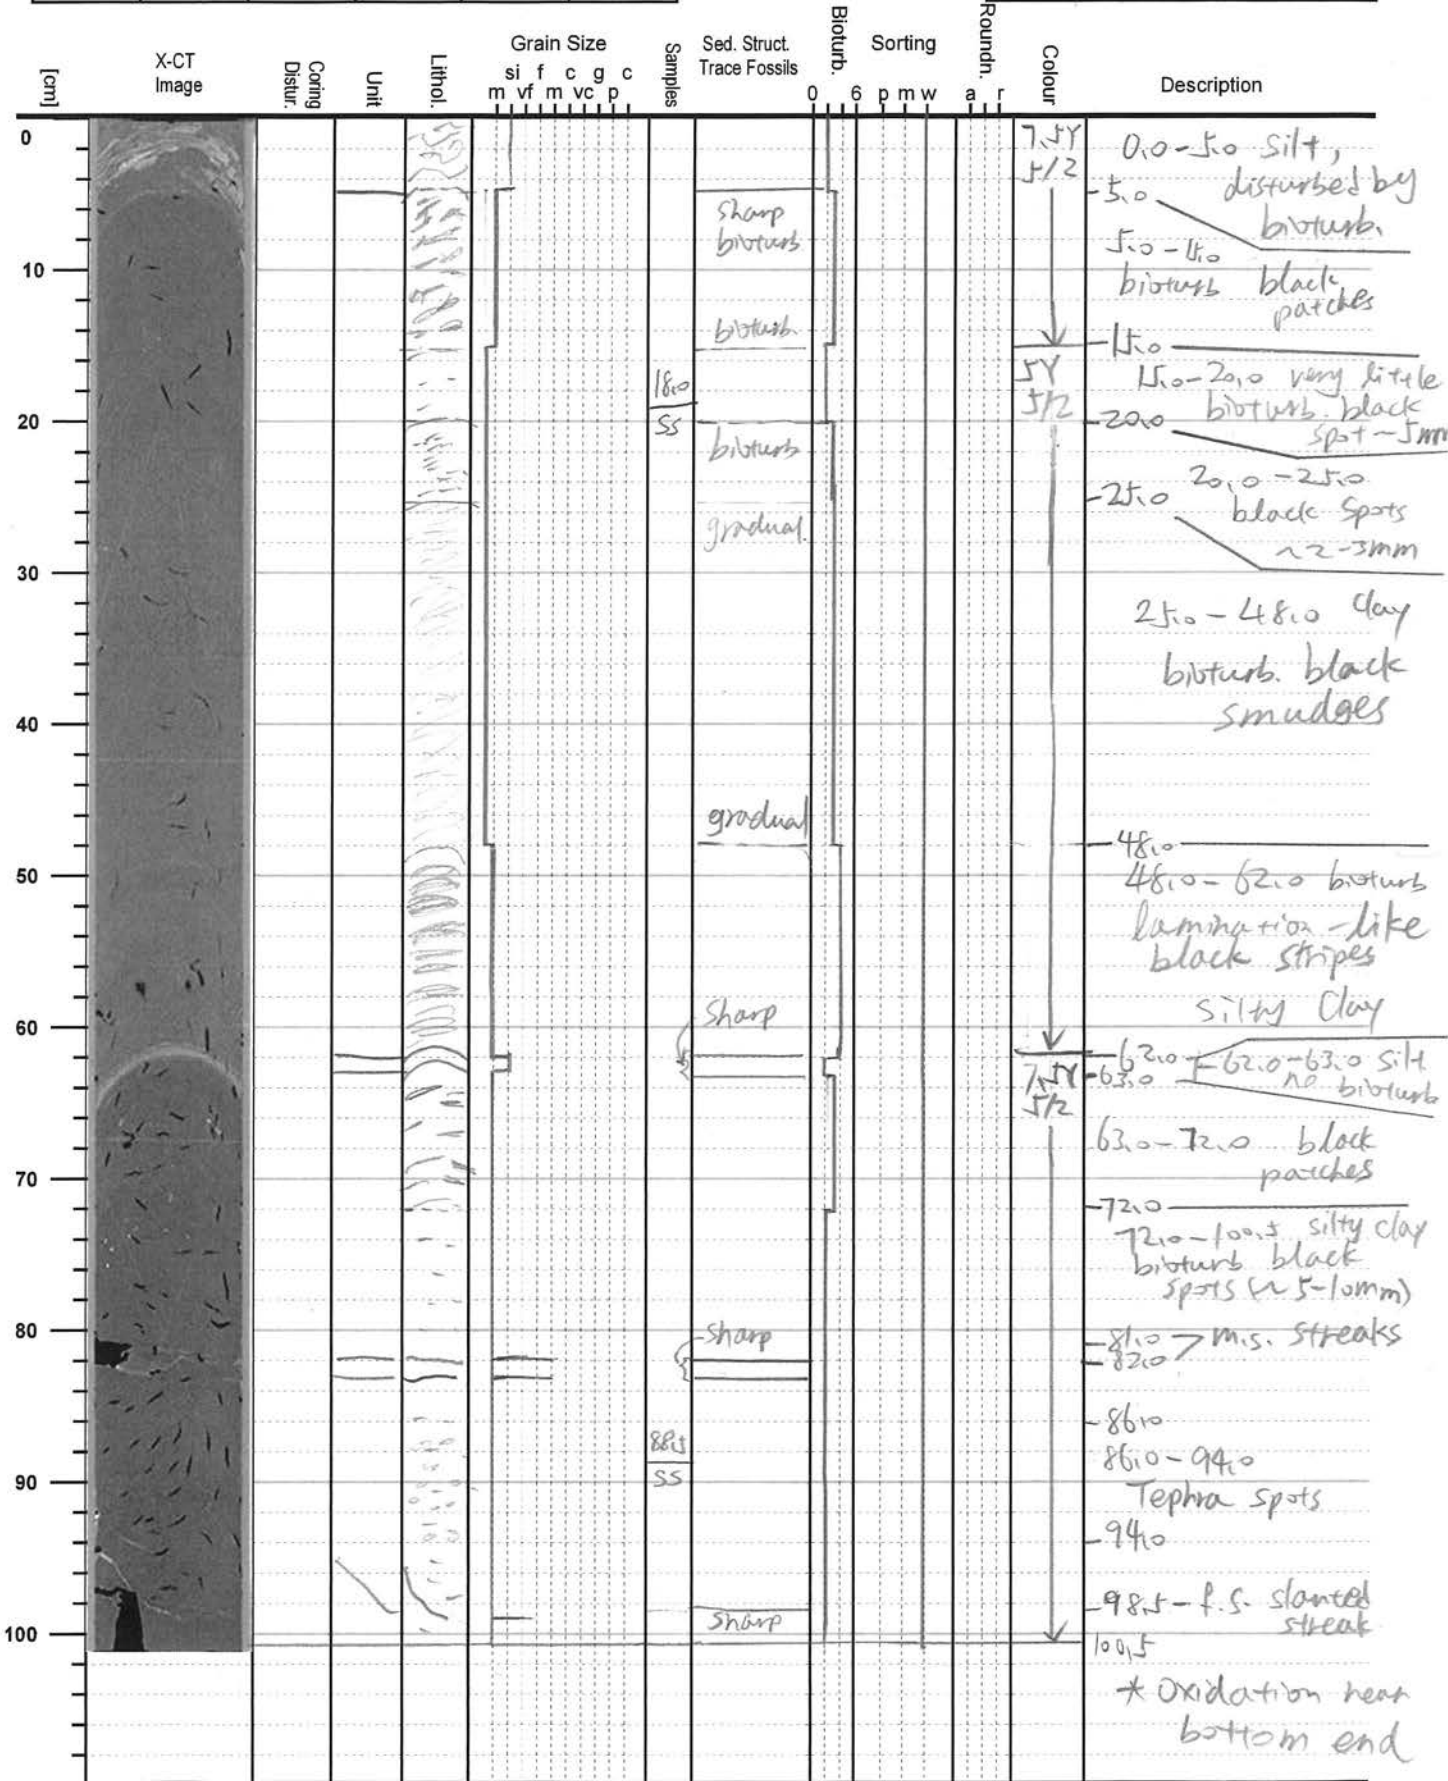 [cm]
X-CT
Image
Coring
Distur.
Unit
Lithol.
Grain Size
si f c g c
m vf m vc p
Samples
Sed. Struct.
Trace Fossils
Bioturb.
0 6
Sorting
p m w
Roundn.
a r
Colour
Description
0
10
20
30
40
50
60
70
80
90
100
18.0
SS
88.5
SS
sharp
bioturb
bioturb.
bioturb
gradual.
gradual
Sharp
Sharp
Sharp
7.5Y
5/2
5Y
5/2
7.5Y
5/2
0.0-5.0 silt,
disturbed by
bioturb.
5.0
5.0-15.0
bioturb black
patches
15.0
15.0-20.0 very little
bioturb. black
spot ~5mm
20.0
20.0-25.0
black spots
~2-3mm
25.0
25.0-48.0 Clay
bioturb. black
smudges
48.0
48.0-62.0 bioturb
lamination-like
black stripes
silty Clay
62.0
63.0
62.0-63.0 silt
no bioturb
63.0-72.0 black
patches
72.0
72.0-100.5 silty clay
bioturb black
spots (~5-10mm)
81.0
82.0
m.s. streaks
86.0
86.0-94.0
Tephra spots
94.0
98.5-f.s. slanted
streak
100.5
* Oxidation near
bottom end